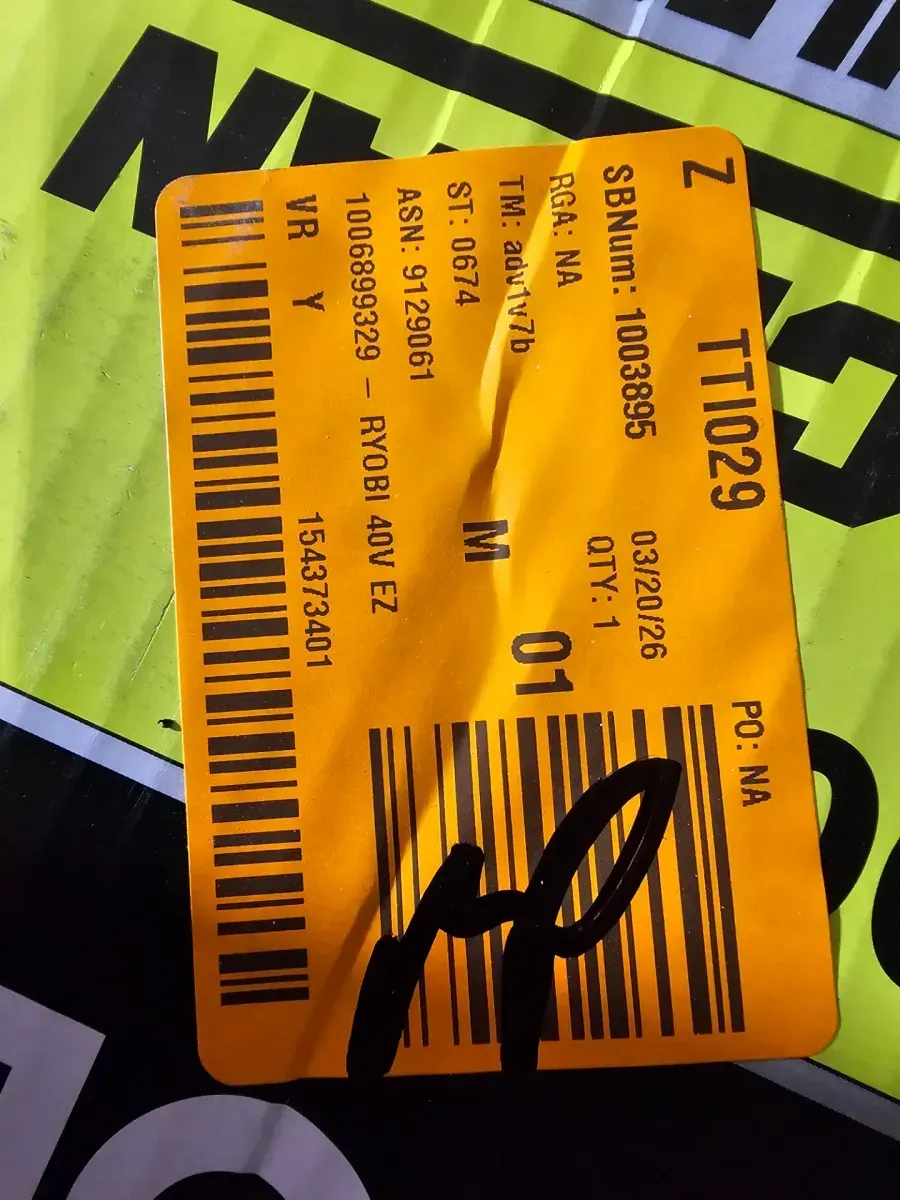 Z TTI029 PO: NA
SBNum: 1003895 03/20/26
RGA: NA QTY: 1
TM: adv1v7b 01
ST: 0674 M
ASN: 9129061
1006899329 – RYOBI 40V EZ
VR Y 154373401